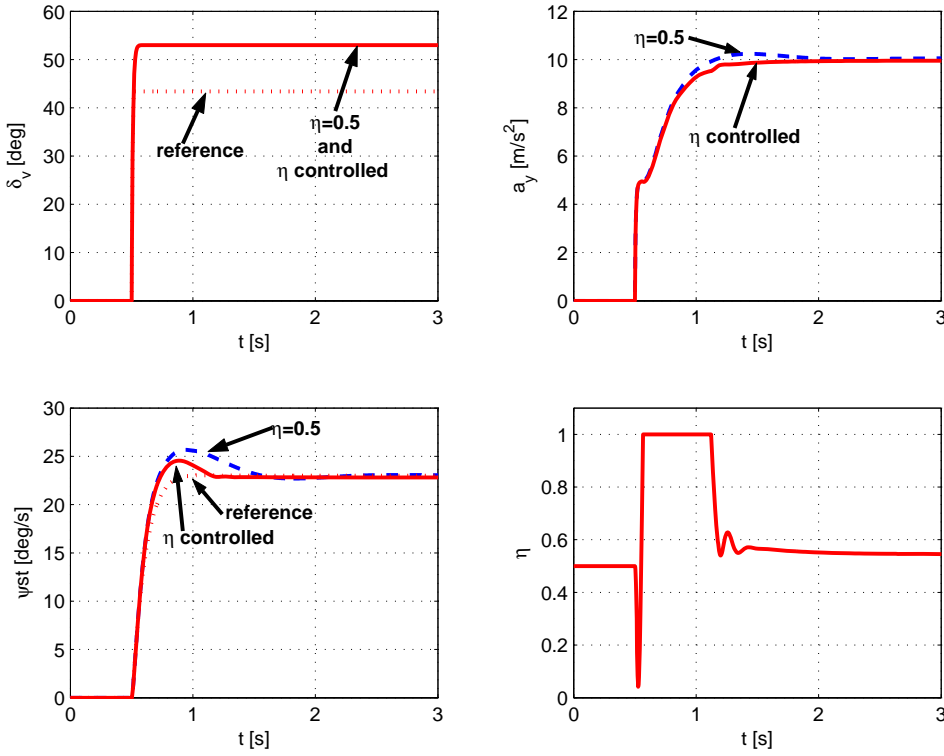 60
50
40
30
20
10
0
δv [deg]
reference
η=0.5
and
η controlled
0 1 2 3
t [s]
12
10
8
6
4
2
0
ay [m/s2]
η=0.5
η controlled
0 1 2 3
t [s]
30
25
20
15
10
5
0
ψst [deg/s]
η=0.5
reference
η controlled
0 1 2 3
t [s]
1
0.8
0.6
0.4
0.2
0
η
0 1 2 3
t [s]